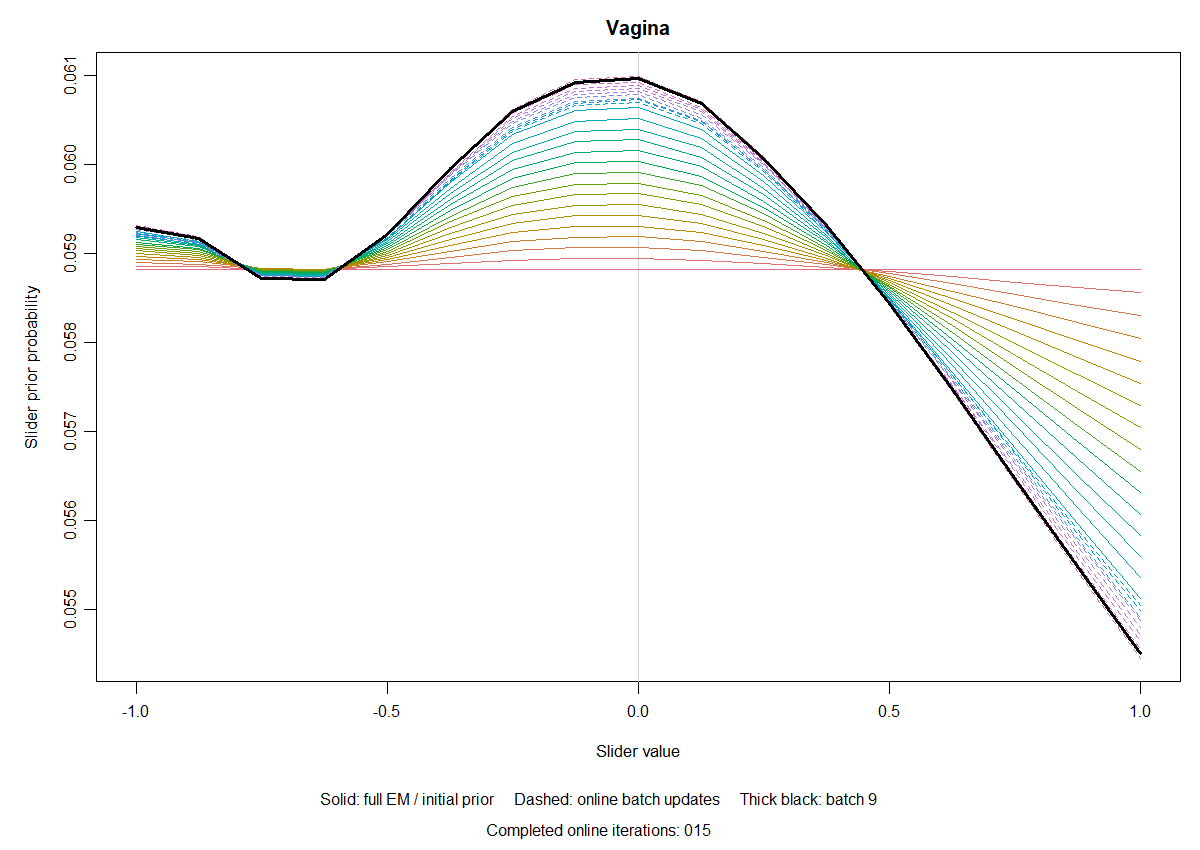 Vagina
Slider prior probability
0.061
0.060
0.059
0.058
0.057
0.056
0.055
-1.0 -0.5 0.0 0.5 1.0
Slider value
Solid: full EM / initial prior Dashed: online batch updates Thick black: batch 9
Completed online iterations: 015